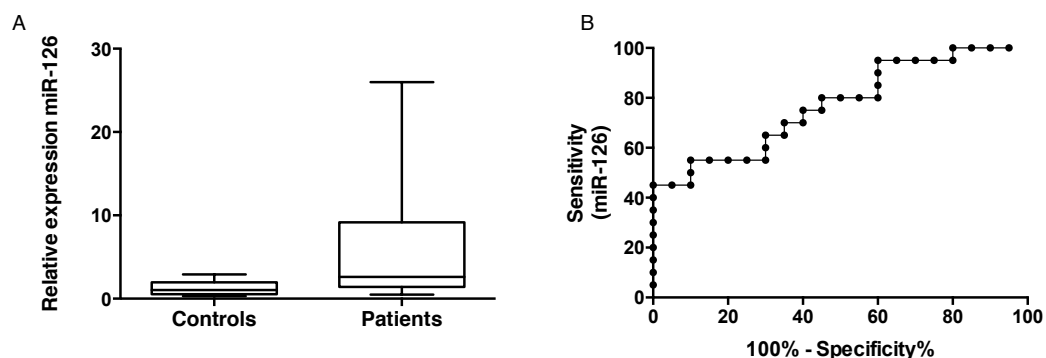 A
Relative expression miR-126
30
20
10
0
Controls
Patients
B
Sensitivity
(miR-126)
100
80
60
40
20
0
0
20
40
60
80
100
100% - Specificity%